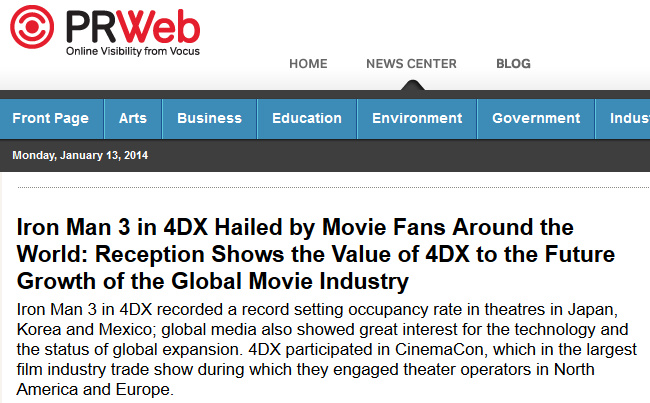 PRWeb
Online Visibility from Vocus
HOME NEWS CENTER BLOG
Front Page Arts Business Education Environment Government Indus
Monday, January 13, 2014
Iron Man 3 in 4DX Hailed by Movie Fans Around the
World: Reception Shows the Value of 4DX to the Future
Growth of the Global Movie Industry
Iron Man 3 in 4DX recorded a record setting occupancy rate in theatres in Japan,
Korea and Mexico; global media also showed great interest for the technology and
the status of global expansion. 4DX participated in CinemaCon, which in the largest
film industry trade show during which they engaged theater operators in North
America and Europe.